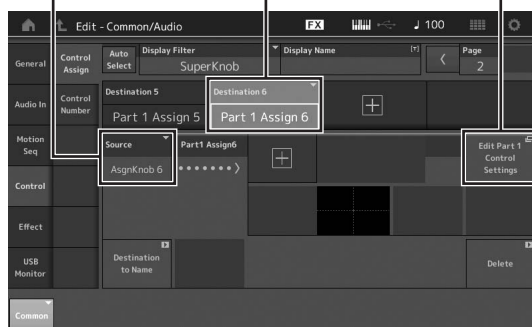 Edit - Common/Audio
FX
♩ 100
General
Control
Assign
Auto
Select
Display Filter
SuperKnob
Display Name
[T]
Page
2
Audio In
Control
Number
Destination 5
Part 1 Assign 5
Destination 6
Part 1 Assign 6
Motion
Seq
Source
AsgnKnob 6
Part1 Assign6
Edit Part 1
Control
Settings
Control
Effect
USB
Monitor
Destination
to Name
Delete
Common